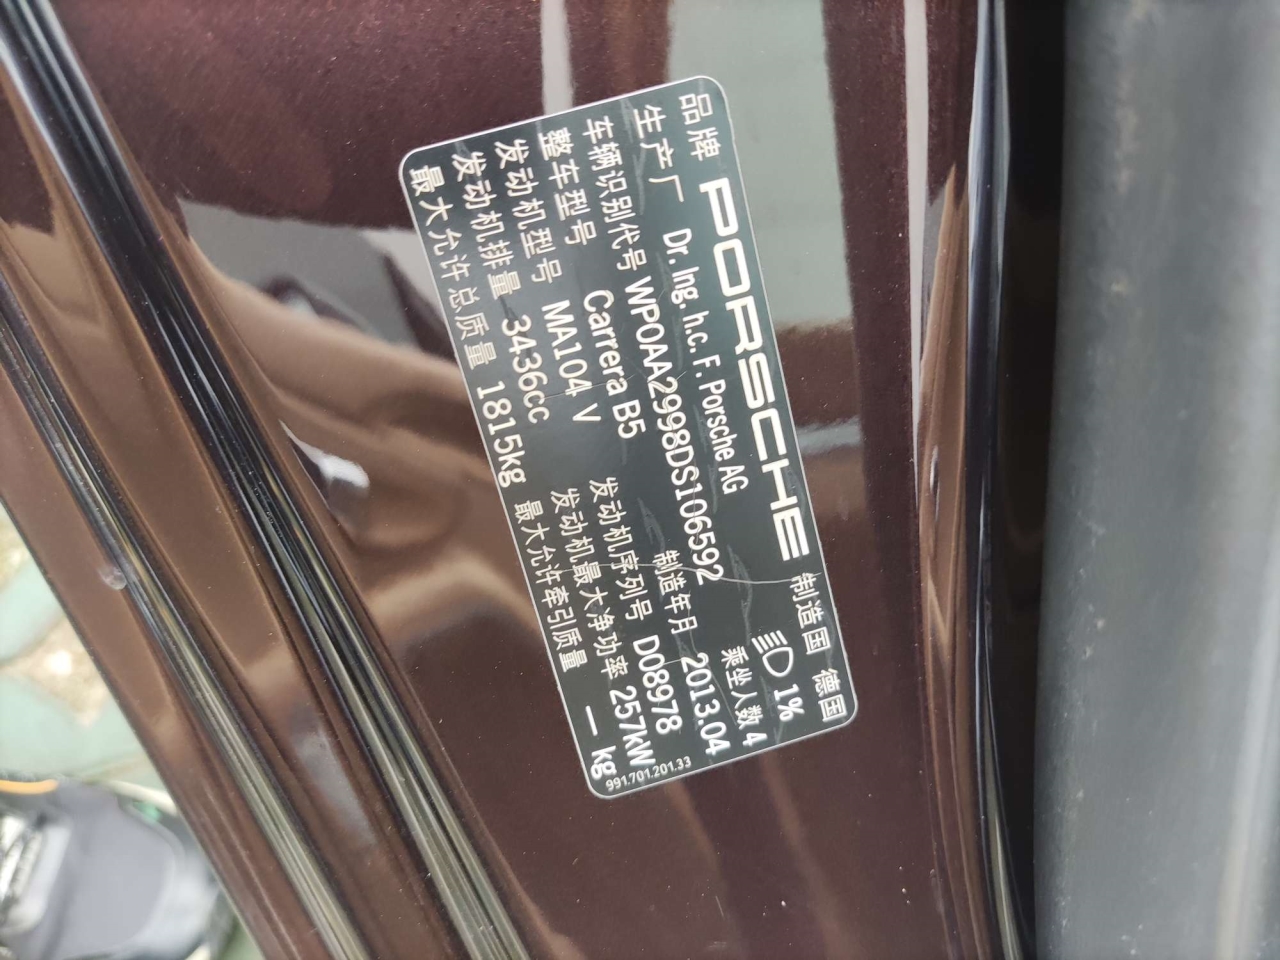 品牌 PORSCHE 制造国 德国
生产厂 Dr. Ing. h.c. F. Porsche AG 1%
车辆识别代号 WP0AA2998DS106592 乘坐人数 4
整车型号 Carrera B5 制造年月 2013.04
发动机型号 MA104 V 发动机序列号 D08978
发动机排量 3436cc 发动机最大净功率 257kW
最大允许总质量 1815kg 最大允许牵引质量 — kg
991.701.201.33